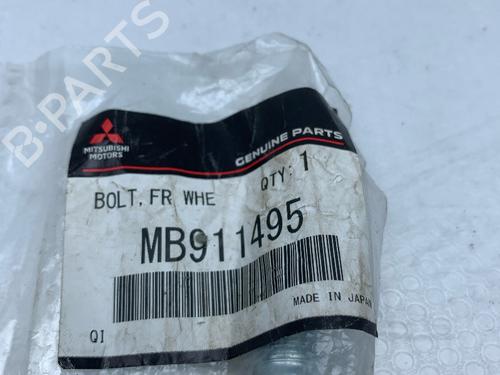 B-PARTS
MITSUBISHI
MOTORS
GENUINE PARTS
BOLT, FR WHE
QTY: 1
MB911495
MADE IN JAPAN
QI